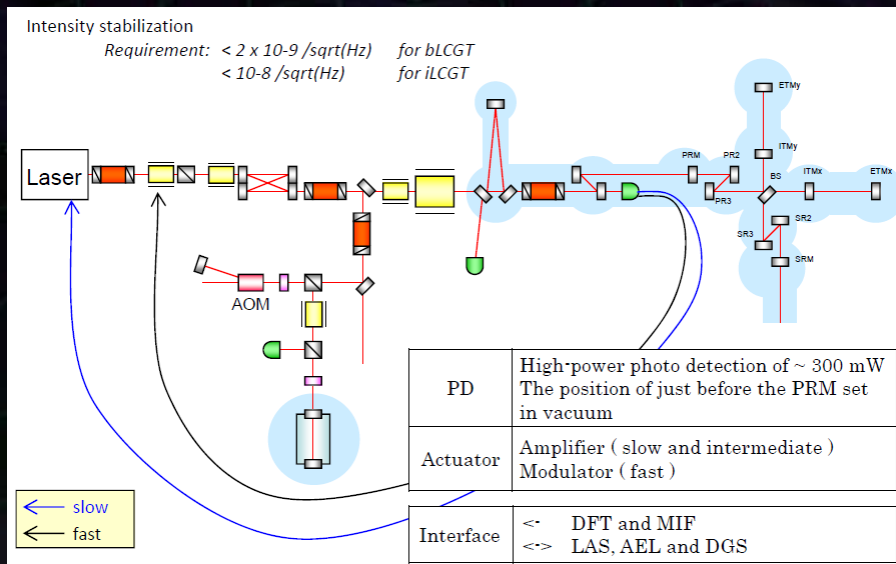 Intensity stabilization
Requirement: < 2 x 10-9 /sqrt(Hz) for bLCGT
< 10-8 /sqrt(Hz) for iLCGT
ETMy
ITMy
Laser
PRM
PR2
BS
ITMx
ETMx
PR3
SR2
SR3
SRM
AOM
PD
High-power photo detection of ~ 300 mW
The position of just before the PRM set
in vacuum
Actuator
Amplifier ( slow and intermediate )
Modulator ( fast )
slow
fast
Interface
<- DFT and MIF
<-> LAS, AEL and DGS